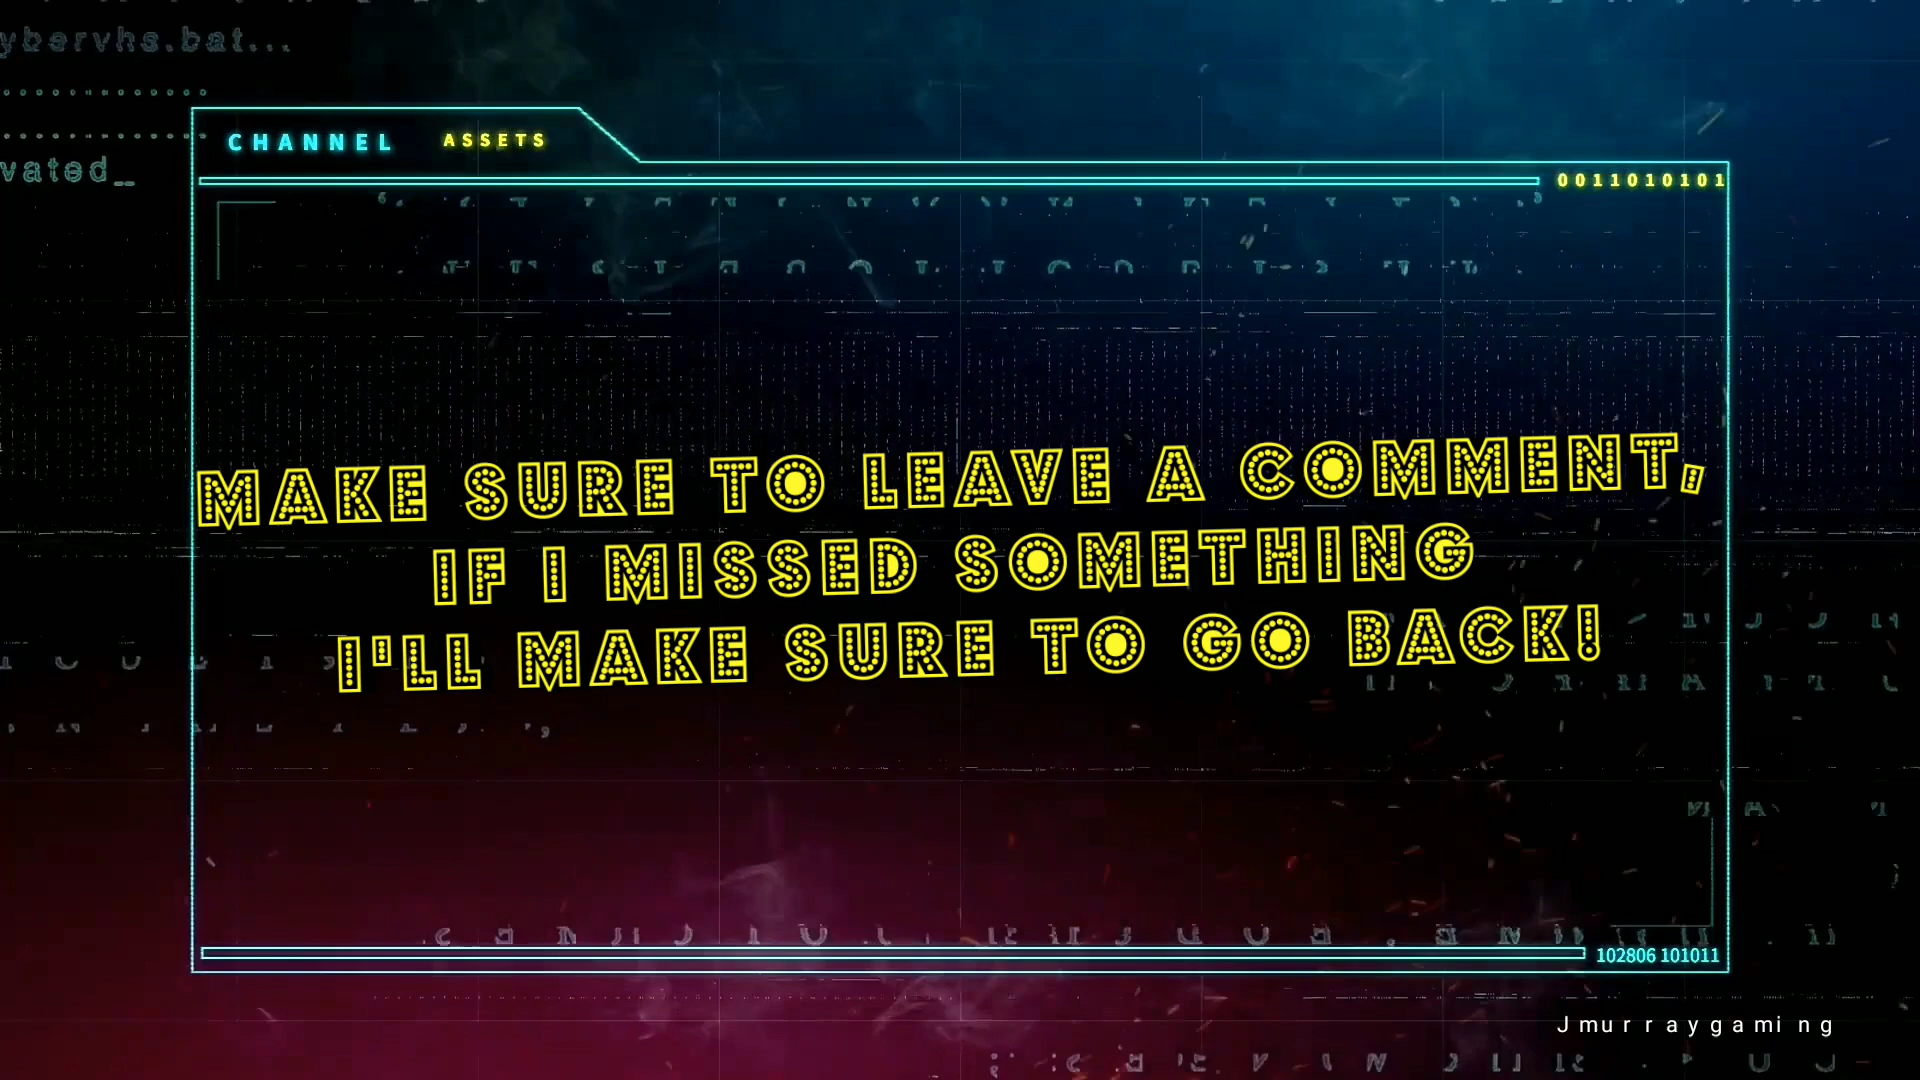 ybervhs.bat...
CHANNEL ASSETS
vated_
0011010101
MAKE SURE TO LEAVE A COMMENT,
IF I MISSED SOMETHING
I'LL MAKE SURE TO GO BACK!
102806 101011
Jmurraygaming